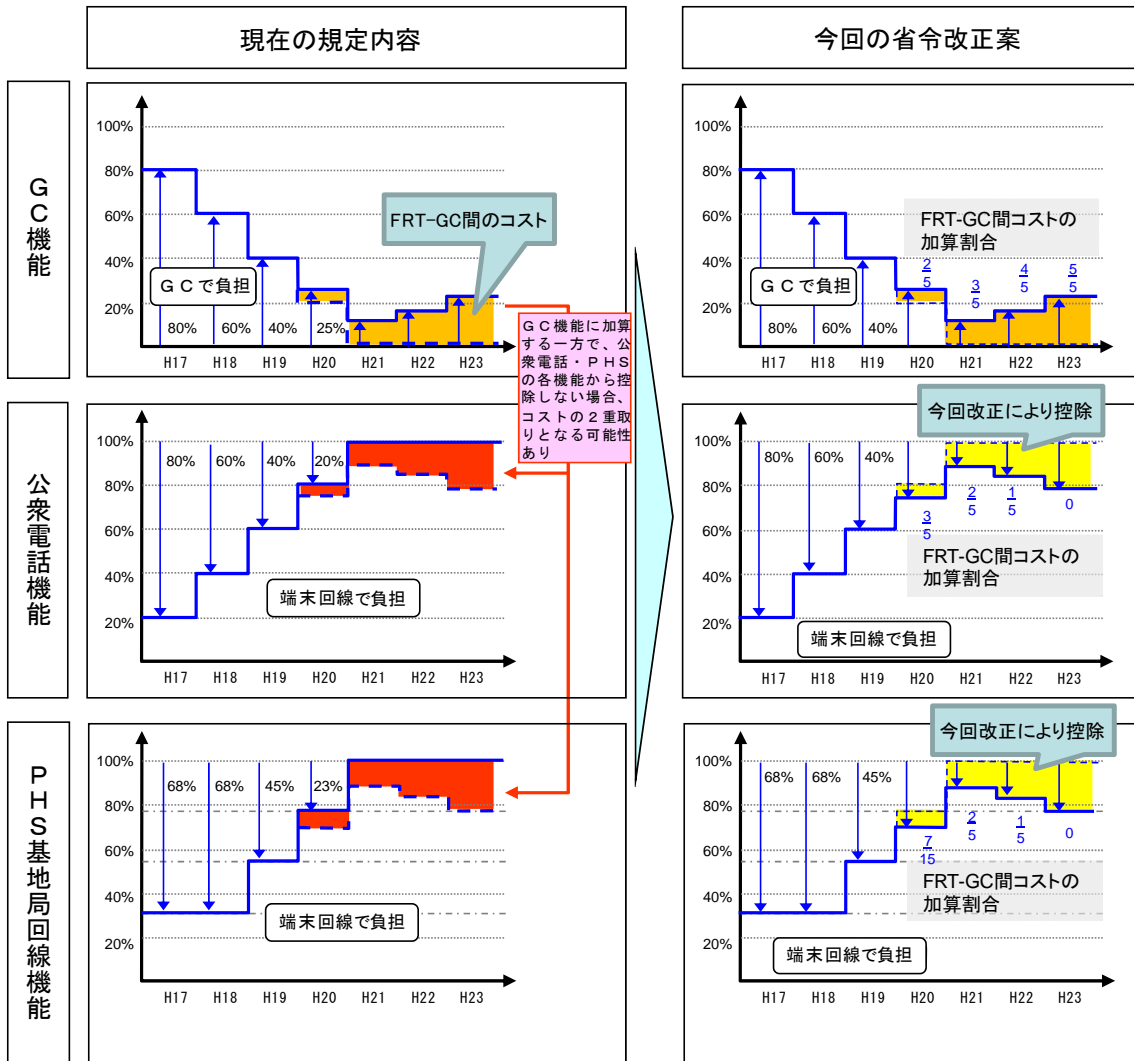 現在の規定内容
今回の省令改正案
GC機能
100%
80%
60%
40%
20%
FRT-GC間のコスト
GCで負担
80%
60%
40%
25%
H17
H18
H19
H20
H21
H22
H23
GC機能に加算
する一方で、公
衆電話・PHS
の各機能から控
除しない場合、
コストの2重取
りとなる可能性
あり
100%
80%
60%
40%
20%
FRT-GC間コストの
加算割合
2/5
3/5
4/5
5/5
GCで負担
80%
60%
40%
H17
H18
H19
H20
H21
H22
H23
公衆電話機能
100%
80%
60%
40%
20%
80%
60%
40%
20%
端末回線で負担
H17
H18
H19
H20
H21
H22
H23
今回改正により控除
100%
80%
60%
40%
20%
80%
60%
40%
3/5
2/5
1/5
0
FRT-GC間コストの
加算割合
端末回線で負担
H17
H18
H19
H20
H21
H22
H23
PHS基地局回線機能
100%
80%
60%
40%
20%
68%
68%
45%
23%
端末回線で負担
H17
H18
H19
H20
H21
H22
H23
今回改正により控除
100%
80%
60%
40%
20%
68%
68%
45%
7/15
2/5
1/5
0
FRT-GC間コストの
加算割合
端末回線で負担
H17
H18
H19
H20
H21
H22
H23